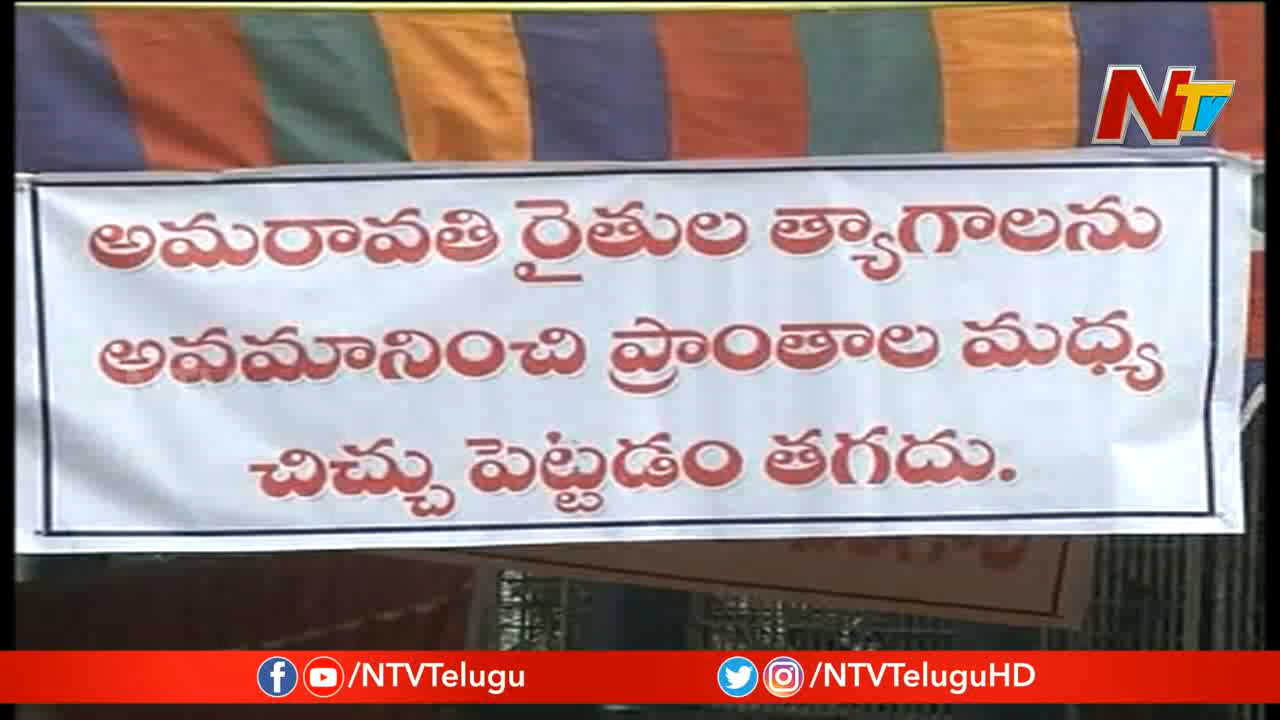 NTV
అమరావతి రైతుల త్యాగాలను
అవమానించి ప్రాంతాల మధ్య
చిచ్చు పెట్టడం తగదు.
/NTVTelugu
/NTVTeluguHD